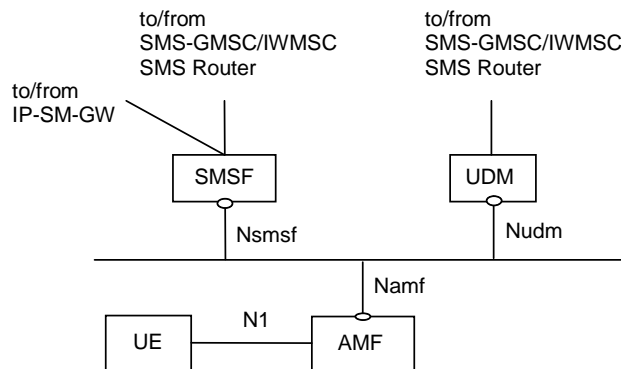 to/from
SMS-GMSC/IWMSC
SMS Router
to/from
SMS-GMSC/IWMSC
SMS Router
to/from
IP-SM-GW
SMSF
UDM
Nsmsf
Nudm
Namf
N1
UE
AMF